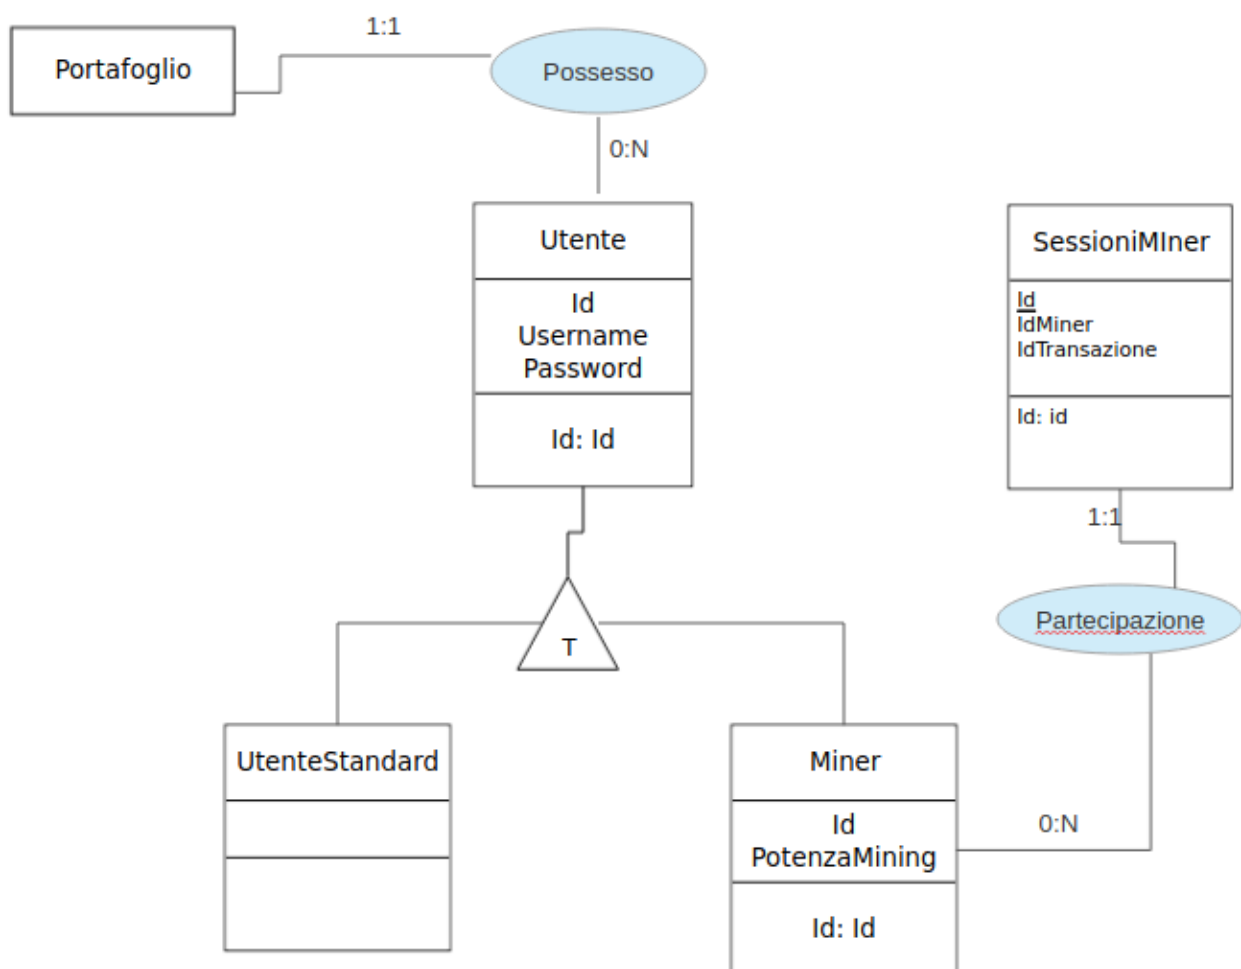 1:1
Portafoglio
Possesso
0:N
Utente
Id
Username
Password
Id: Id
SessioniMIner
Id
IdMiner
IdTransazione
Id: id
1:1
Partecipazione
T
UtenteStandard
Miner
Id
PotenzaMining
Id: Id
0:N